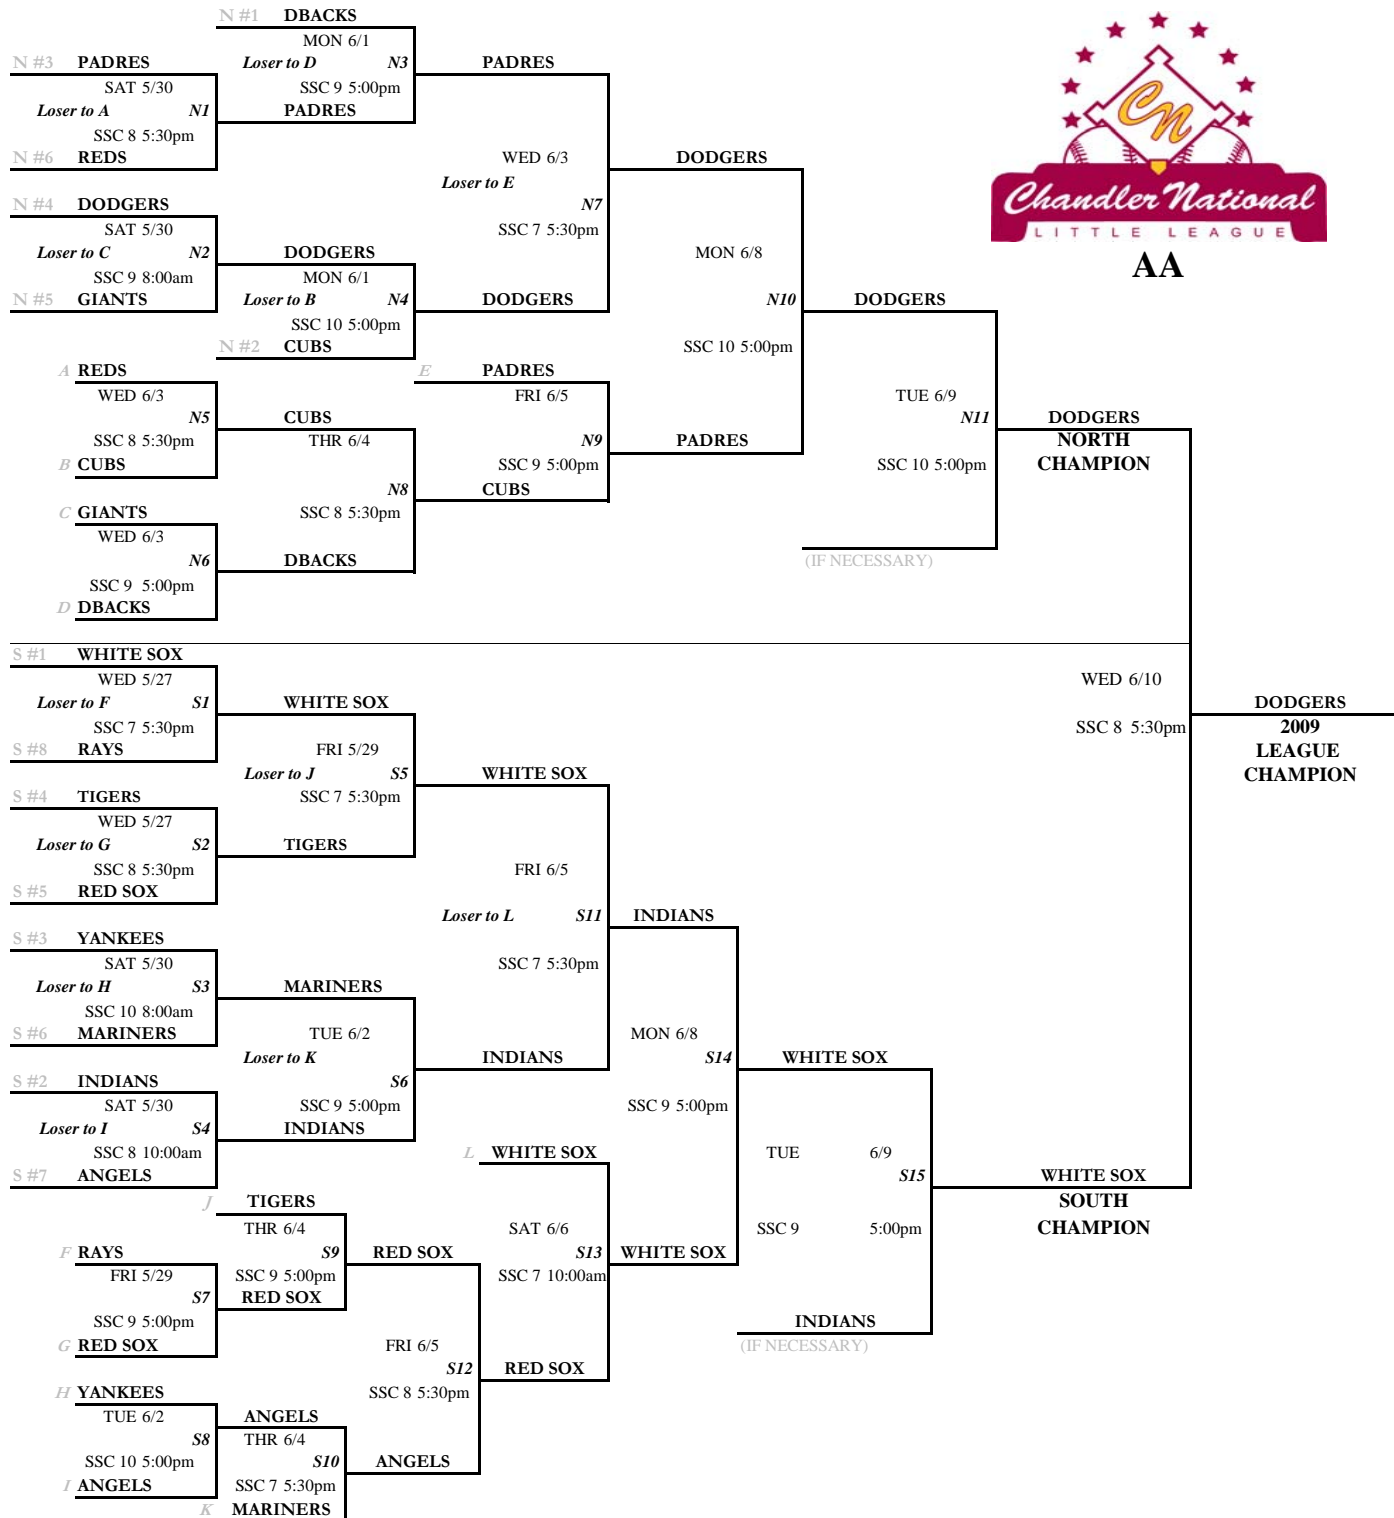 N #1 DBACKS
MON 6/1
N #3 PADRES
Loser to D N3
PADRES
SAT 5/30
SSC 9 5:00pm
Loser to A N1
PADRES
SSC 8 5:30pm
N #6 REDS
WED 6/3
DODGERS
Loser to E
N #4 DODGERS
N7
SAT 5/30
SSC 7 5:30pm
Loser to C N2
DODGERS
MON 6/8
SSC 9 8:00am
MON 6/1
N #5 GIANTS
Loser to B N4
DODGERS
N10
DODGERS
SSC 10 5:00pm
N #2 CUBS
SSC 10 5:00pm
A REDS
E PADRES
WED 6/3
FRI 6/5
TUE 6/9
N5
CUBS
N11
DODGERS
SSC 8 5:30pm
THR 6/4
N9
PADRES
NORTH
B CUBS
SSC 9 5:00pm
SSC 10 5:00pm
CHAMPION
N8
CUBS
C GIANTS
SSC 8 5:30pm
WED 6/3
N6
DBACKS
(IF NECESSARY)
SSC 9 5:00pm
D DBACKS
CN
Chandler National
LITTLE LEAGUE
AA
S #1 WHITE SOX
WED 5/27
WED 6/10
Loser to F S1
WHITE SOX
DODGERS
SSC 7 5:30pm
SSC 8 5:30pm
2009
S #8 RAYS
FRI 5/29
LEAGUE
Loser to J S5
WHITE SOX
CHAMPION
S #4 TIGERS
SSC 7 5:30pm
WED 5/27
Loser to G S2
TIGERS
SSC 8 5:30pm
FRI 6/5
S #5 RED SOX
Loser to L S11
INDIANS
S #3 YANKEES
SAT 5/30
SSC 7 5:30pm
Loser to H S3
MARINERS
SSC 10 8:00am
S #6 MARINERS
TUE 6/2
MON 6/8
Loser to K
INDIANS
S14
WHITE SOX
S #2 INDIANS
S6
SAT 5/30
SSC 9 5:00pm
SSC 9 5:00pm
Loser to I S4
INDIANS
SSC 8 10:00am
L WHITE SOX
TUE 6/9
S #7 ANGELS
S15
WHITE SOX
J TIGERS
SOUTH
THR 6/4
SAT 6/6
SSC 9 5:00pm
CHAMPION
F RAYS
S9
RED SOX
S13
WHITE SOX
FRI 5/29
SSC 9 5:00pm
SSC 7 10:00am
S7
RED SOX
SSC 9 5:00pm
INDIANS
G RED SOX
FRI 6/5
(IF NECESSARY)
S12
RED SOX
H YANKEES
SSC 8 5:30pm
TUE 6/2
ANGELS
S8
THR 6/4
SSC 10 5:00pm
S10
ANGELS
I ANGELS
SSC 7 5:30pm
K MARINERS